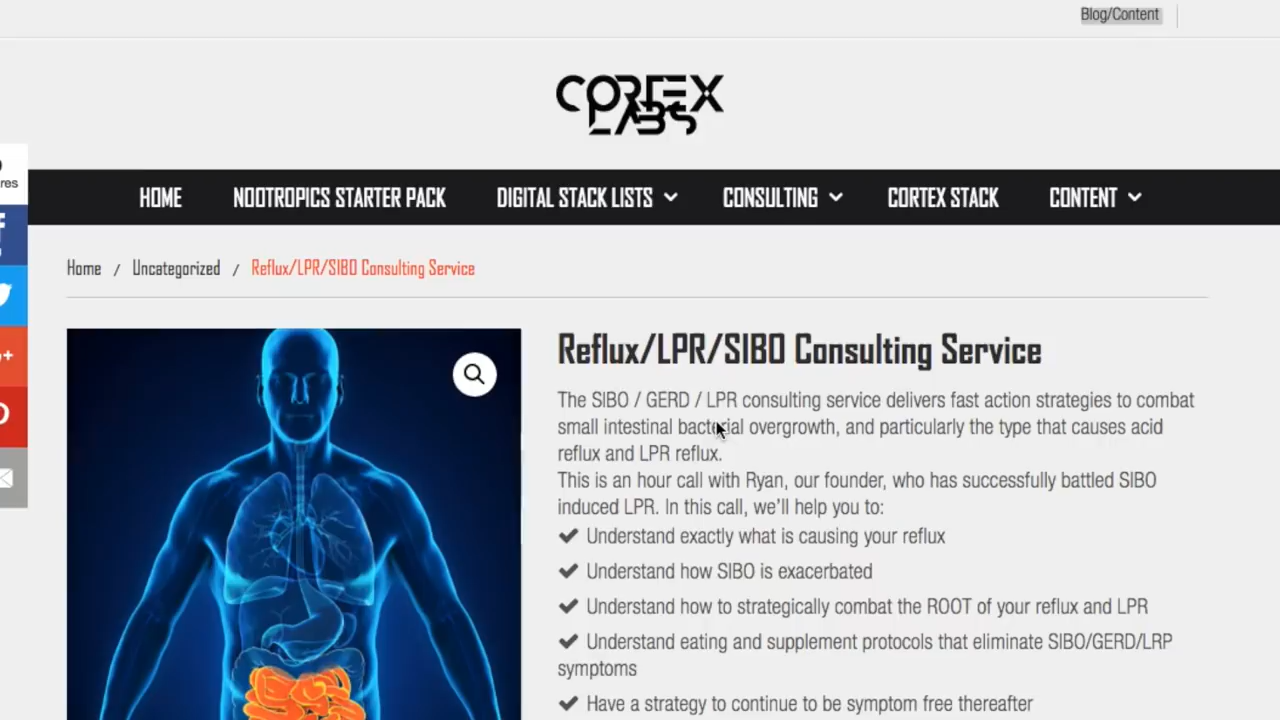 Blog/Content
CORTEX
LABS
res
HOME NOOTROPICS STARTER PACK DIGITAL STACK LISTS CONSULTING CORTEX STACK CONTENT
Home / Uncategorized / Reflux/LPR/SIBO Consulting Service
Reflux/LPR/SIBO Consulting Service
The SIBO / GERD / LPR consulting service delivers fast action strategies to combat
small intestinal bacterial overgrowth, and particularly the type that causes acid
reflux and LPR reflux.
This is an hour call with Ryan, our founder, who has successfully battled SIBO
induced LPR. In this call, we'll help you to:
✔ Understand exactly what is causing your reflux
✔ Understand how SIBO is exacerbated
✔ Understand how to strategically combat the ROOT of your reflux and LPR
✔ Understand eating and supplement protocols that eliminate SIBO/GERD/LRP
symptoms
✔ Have a strategy to continue to be symptom free thereafter